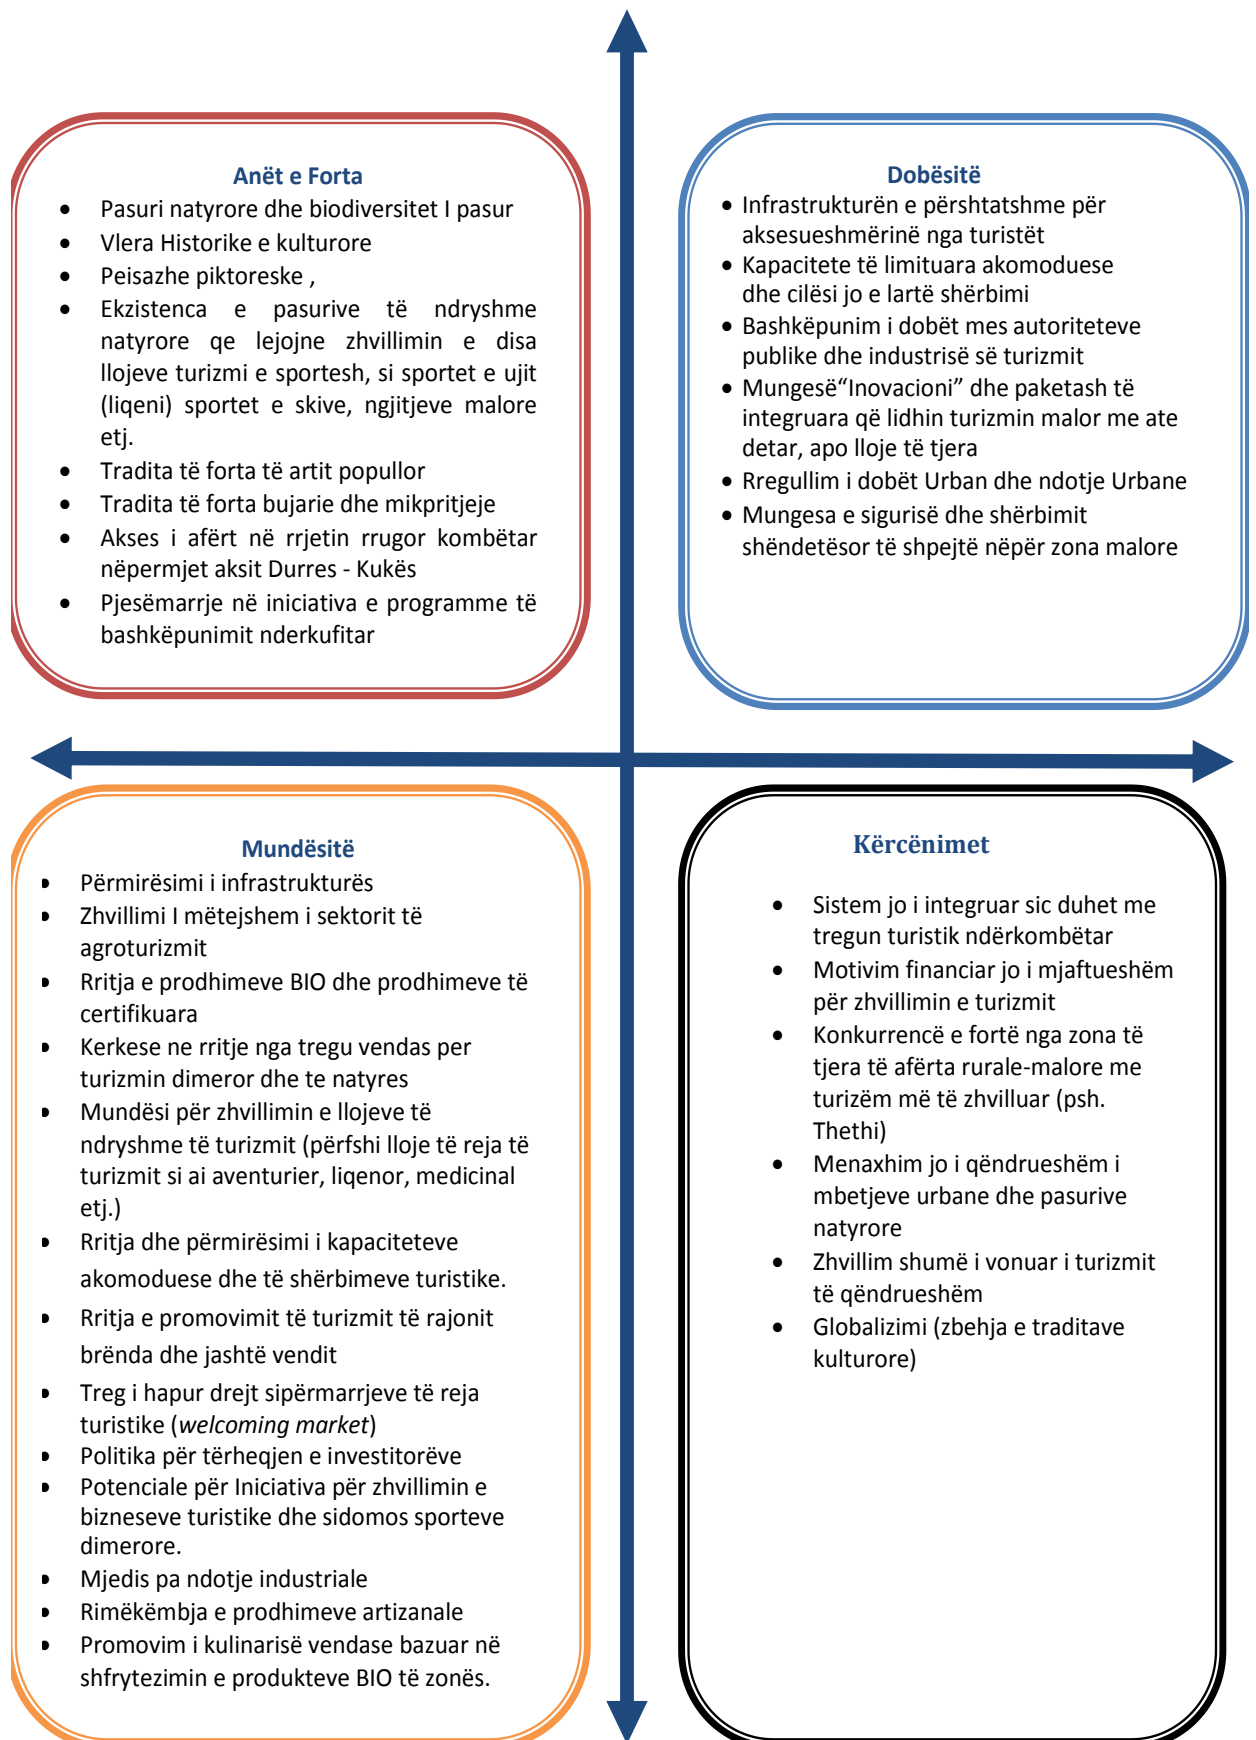 Anët e Forta
• Pasuri natyrore dhe biodiversitet I pasur
• Vlera Historike e kulturore
• Peisazhe piktoreske ,
• Ekzistenca e pasurive të ndryshme
natyrore qe lejojne zhvillimin e disa
llojeve turizmi e sportesh, si sportet e ujit
(liqeni) sportet e skive, ngjitjeve malore
etj.
• Tradita të forta të artit popullor
• Tradita të forta bujarie dhe mikpritjeje
• Akses i afërt në rrjetin rrugor kombëtar
nëpermjet aksit Durres - Kukës
• Pjesëmarrje në iniciativa e programme të
bashkëpunimit nderkufitar
Dobësitë
• Infrastrukturën e përshtatshme për
aksesueshmërinë nga turistët
• Kapacitete të limituara akomoduese
dhe cilësi jo e lartë shërbimi
• Bashkëpunim i dobët mes autoriteteve
publike dhe industrisë së turizmit
• Mungesë“Inovacioni” dhe paketash të
integruara që lidhin turizmin malor me ate
detar, apo lloje të tjera
• Rregullim i dobët Urban dhe ndotje Urbane
• Mungesa e sigurisë dhe shërbimit
shëndetësor të shpejtë nëpër zona malore
Mundësitë
• Përmirësimi i infrastrukturës
• Zhvillimi I mëtejshem i sektorit të
agroturizmit
• Rritja e prodhimeve BIO dhe prodhimeve të
certifikuara
• Kerkese ne rritje nga tregu vendas per
turizmin dimeror dhe te natyres
• Mundësi për zhvillimin e llojeve të
ndryshme të turizmit (përfshi lloje të reja të
turizmit si ai aventurier, liqenor, medicinal
etj.)
• Rritja dhe përmirësimi i kapaciteteve
akomoduese dhe të shërbimeve turistike.
• Rritja e promovimit të turizmit të rajonit
brënda dhe jashtë vendit
• Treg i hapur drejt sipërmarrjeve të reja
turistike (welcoming market)
• Politika për tërheqjen e investitorëve
• Potenciale për Iniciativa për zhvillimin e
bizneseve turistike dhe sidomos sporteve
dimerore.
• Mjedis pa ndotje industriale
• Rimëkëmbja e prodhimeve artizanale
• Promovim i kulinarisë vendase bazuar në
shfrytezimin e produkteve BIO të zonës.
Kërcënimet
• Sistem jo i integruar sic duhet me
tregun turistik ndërkombëtar
• Motivim financiar jo i mjaftueshëm
për zhvillimin e turizmit
• Konkurrencë e fortë nga zona të
tjera të afërta rurale-malore me
turizëm më të zhvilluar (psh.
Thethi)
• Menaxhim jo i qëndrueshëm i
mbetjeve urbane dhe pasurive
natyrore
• Zhvillim shumë i vonuar i turizmit
të qëndrueshëm
• Globalizimi (zbehja e traditave
kulturore)